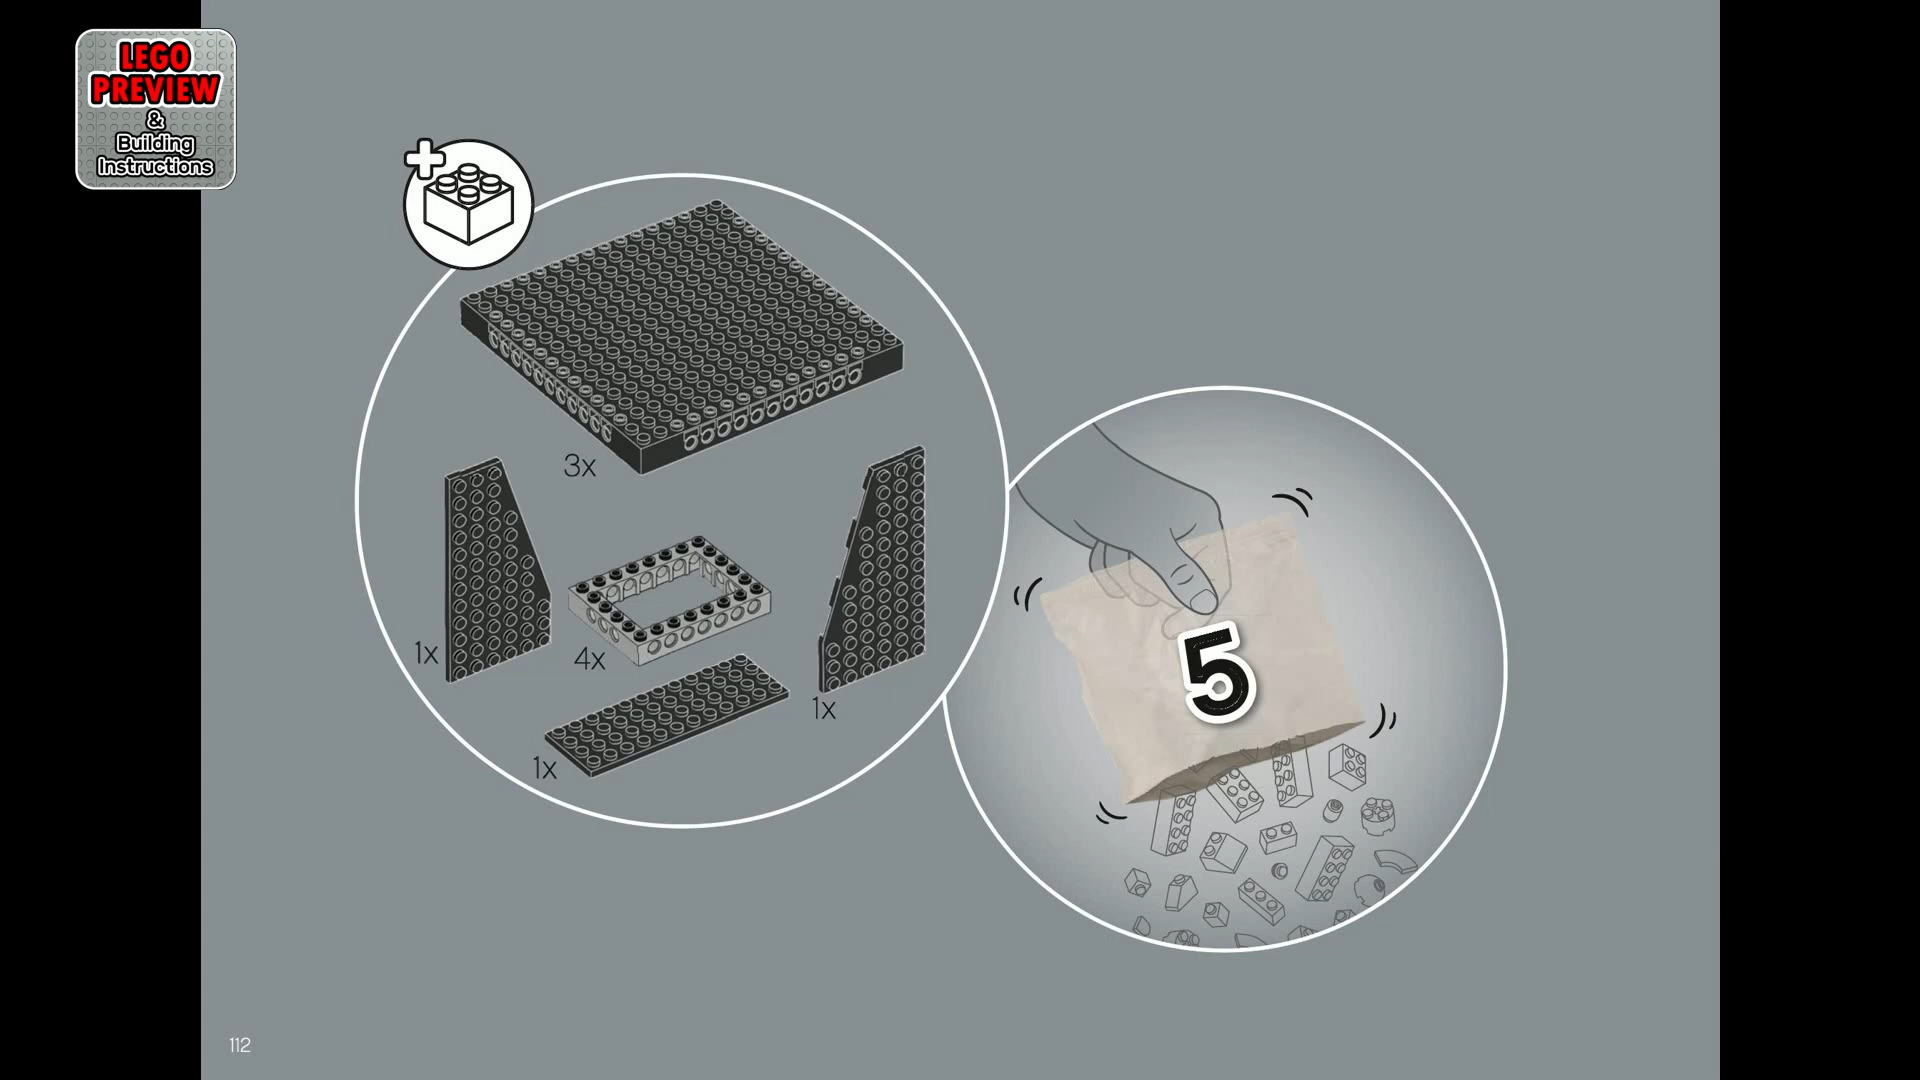 LEGO
PREVIEW
&
Building
Instructions
3x
1x
4x
1x
1x
5
112